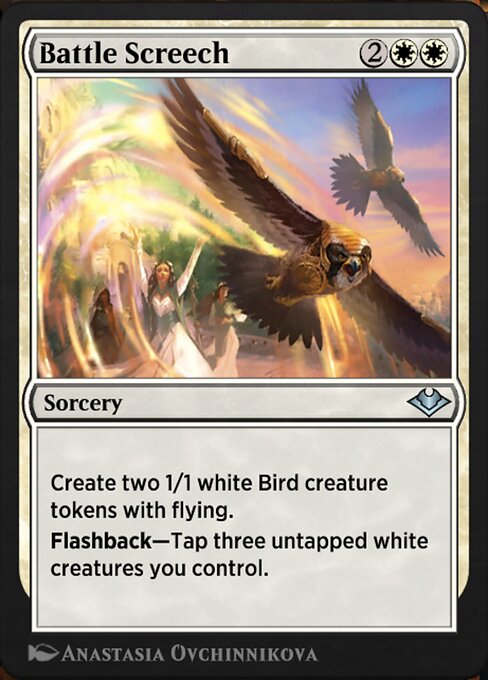 Battle Screech 2
Sorcery
Create two 1/1 white Bird creature
tokens with flying.
Flashback—Tap three untapped white
creatures you control.
Anastasia Ovchinnikova